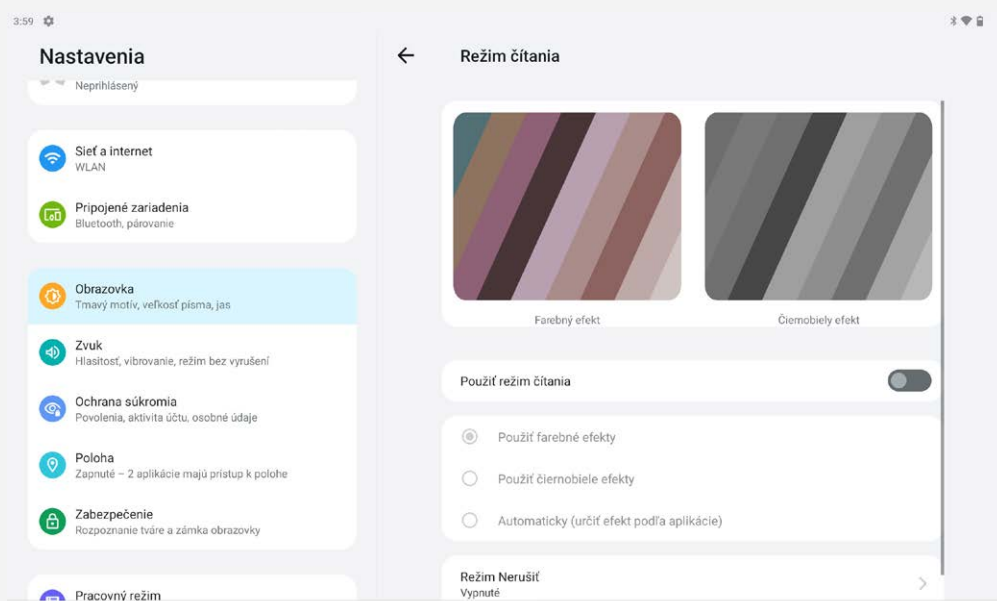 3:59
Nastavenia
Neprihlásený
Sieť a internet
WLAN
Pripojené zariadenia
Bluetooth, párovanie
Obrazovka
Tmavý motív, veľkosť písma, jas
Zvuk
Hlasitosť, vibrovanie, režim bez vyrušení
Ochrana súkromia
Povolenia, aktivita účtu, osobné údaje
Poloha
Zapnuté – 2 aplikácie majú prístup k polohe
Zabezpečenie
Rozpoznanie tváre a zámka obrazovky
Pracovný režim
Režim čítania
Farebný efekt
Čiernobiely efekt
Použiť režim čítania
Použiť farebné efekty
Použiť čiernobiele efekty
Automaticky (určiť efekt podľa aplikácie)
Režim Nerušiť
Vypnuté